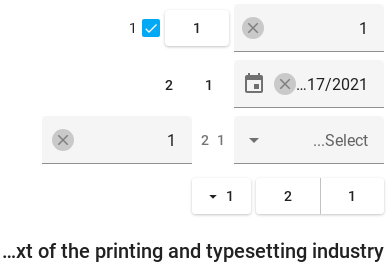 1 1 1
2 1 ...17/2021
1 2 1 ...Select
1 2 1
...xt of the printing and typesetting industry